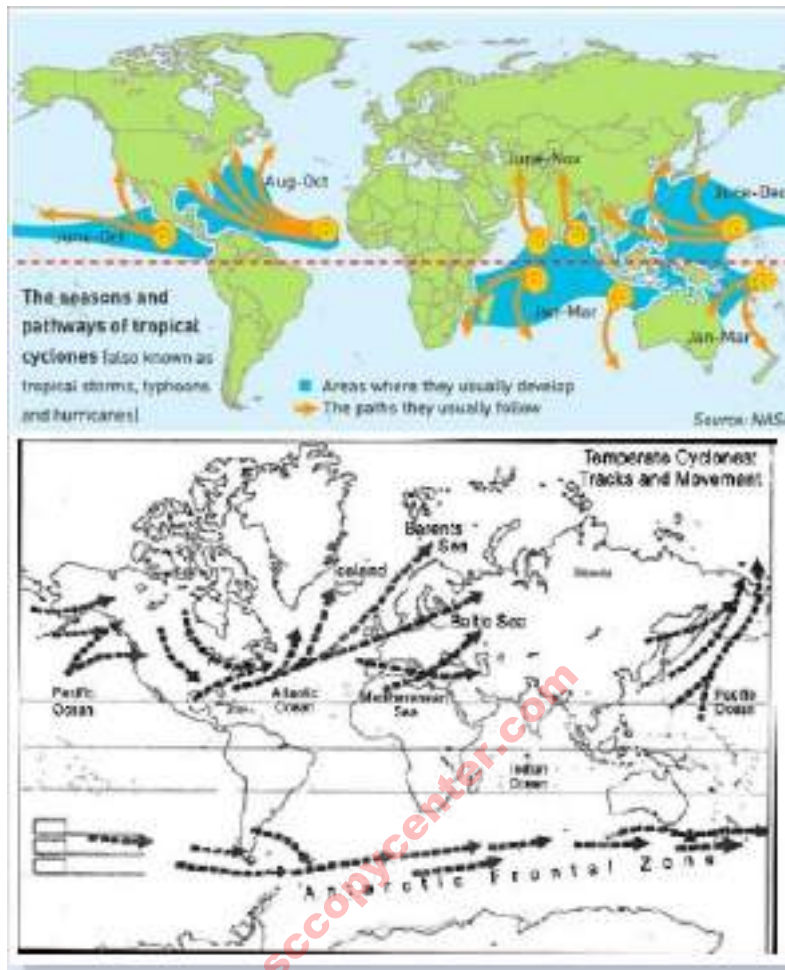 June-Nov
Aug-Oct
June-Dec
June-Oct
The seasons and
pathways of tropical
cyclones (also known as
tropical storms, typhoons
and hurricanes)
Jan-Mar
Jan-Mar
Areas where they usually develop
The paths they usually follow
Source: NASA
Temperate Cyclones:
Tracks and Movement
Barents
Sea
Iceland
Baltic Sea
Pacific
Ocean
Atlantic
Ocean
Mediterranean
Sea
Pacific
Ocean
Indian
Ocean
Antarctic Frontal Zone
sccopycenter.com